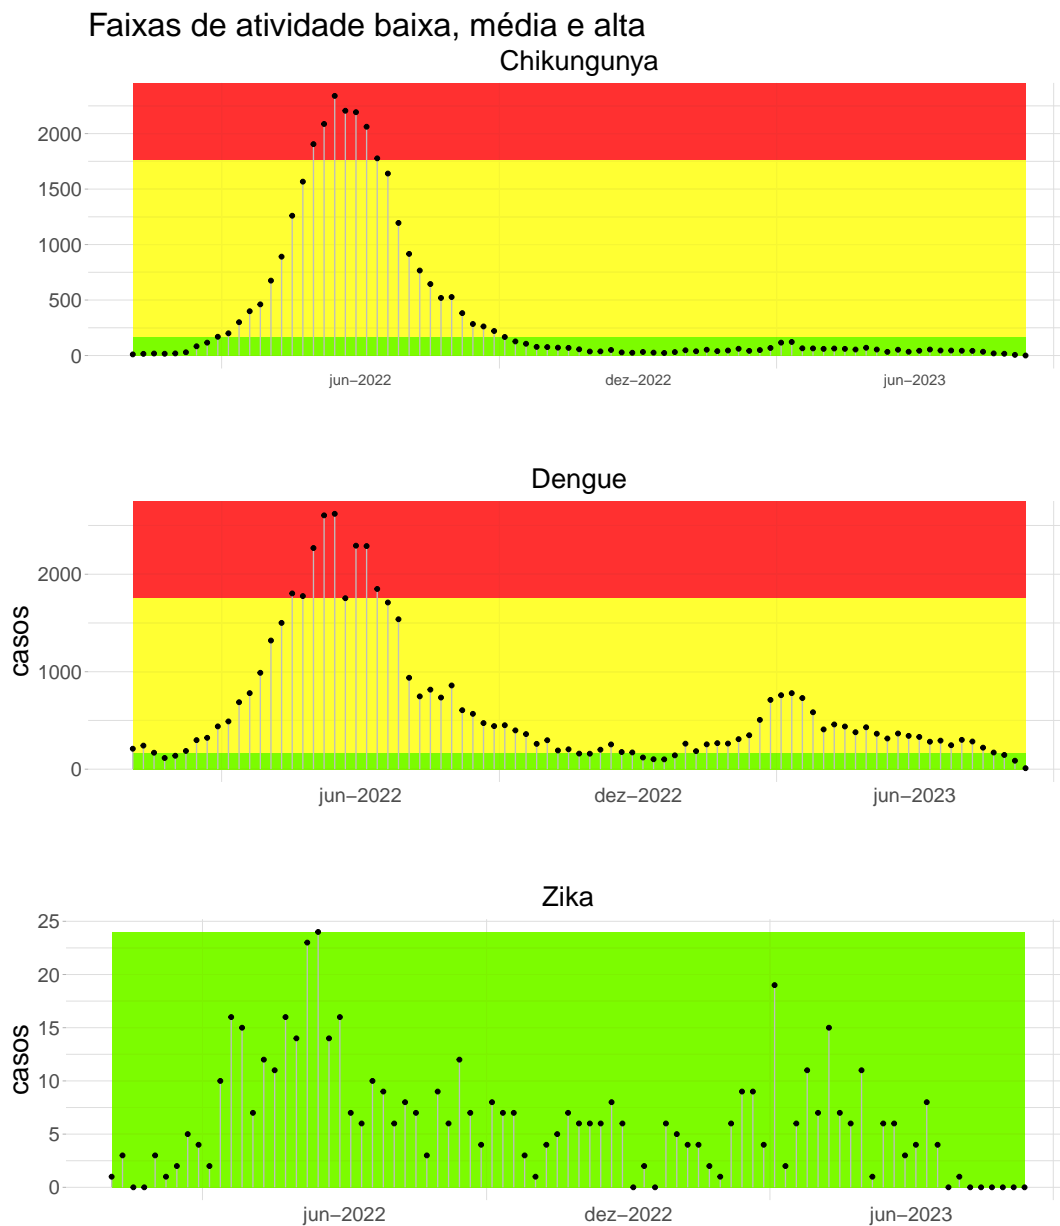 Faixas de atividade baixa, média e alta
Chikungunya
2000
1500
1000
500
0
jun−2022 dez−2022 jun−2023
Dengue
casos
2000
1000
0
jun−2022 dez−2022 jun−2023
Zika
casos
25
20
15
10
5
0
jun−2022 dez−2022 jun−2023